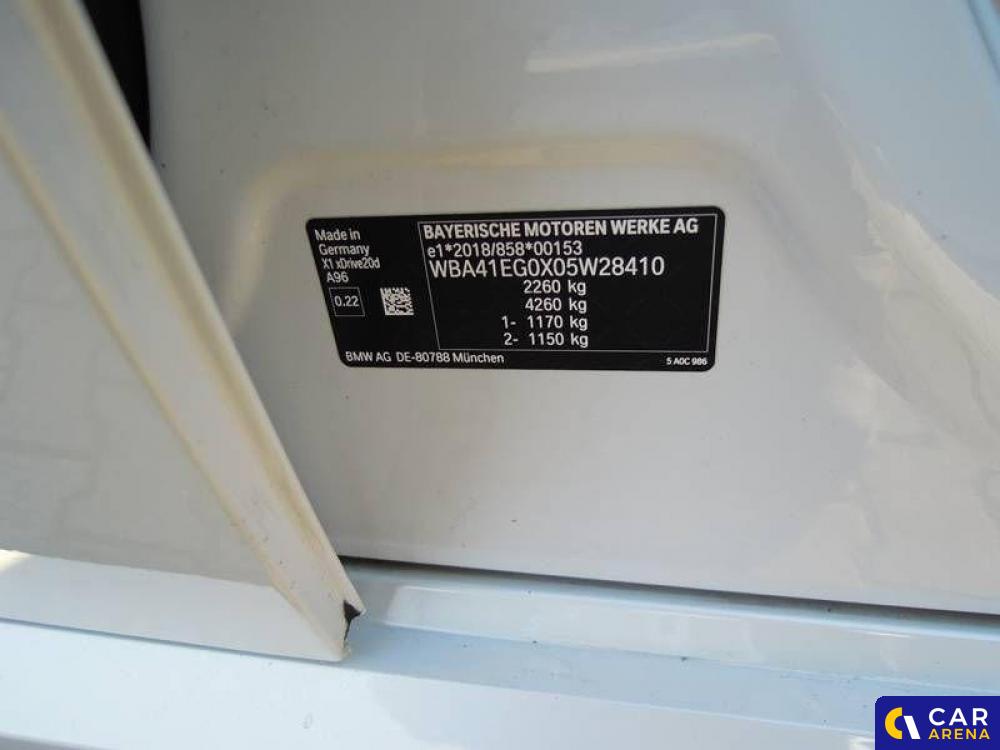 Made in
Germany
X1 xDrive20d
A96
0.22
BAYERISCHE MOTOREN WERKE AG
e1*2018/858*00153
WBA41EG0X05W28410
2260 kg
4260 kg
1- 1170 kg
2- 1150 kg
BMW AG DE-80788 München
5 A0C 986
CAR
ARENA